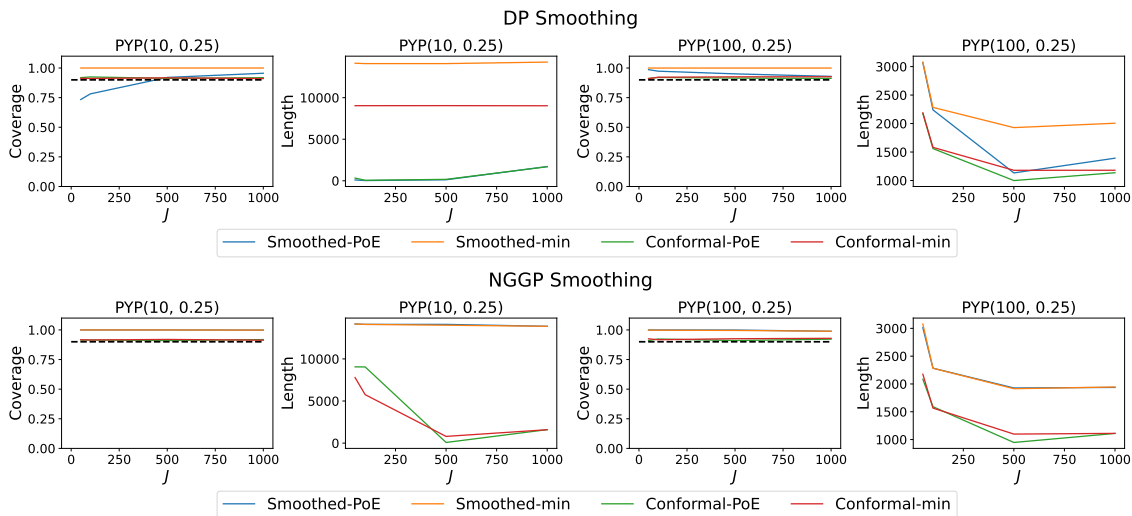 DP Smoothing
PYP(10, 0.25) PYP(10, 0.25) PYP(100, 0.25) PYP(100, 0.25)
Coverage
1.00
0.75
0.50
0.25
0.00
0 250 500 750 1000
J
Length
10000
5000
0
250 500 750 1000
J
Coverage
1.00
0.75
0.50
0.25
0.00
0 250 500 750 1000
J
Length
3000
2500
2000
1500
1000
250 500 750 1000
J
Smoothed-PoE Smoothed-min Conformal-PoE Conformal-min
NGGP Smoothing
PYP(10, 0.25) PYP(10, 0.25) PYP(100, 0.25) PYP(100, 0.25)
Coverage
1.00
0.75
0.50
0.25
0.00
0 250 500 750 1000
J
Length
10000
5000
0
250 500 750 1000
J
Coverage
1.00
0.75
0.50
0.25
0.00
0 250 500 750 1000
J
Length
3000
2500
2000
1500
1000
250 500 750 1000
J
Smoothed-PoE Smoothed-min Conformal-PoE Conformal-min